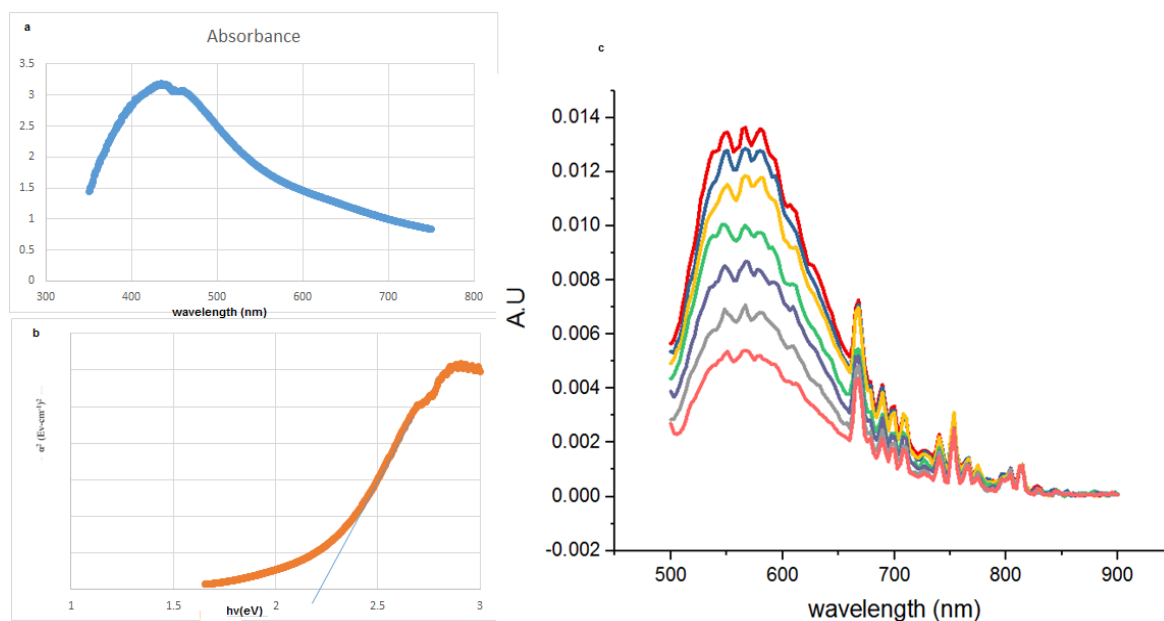 a
Absorbance
3.5
3
2.5
2
1.5
1
0.5
0
300 400 500 600 700 800
wavelength (nm)
b
α² (Ev-cm⁻¹)²
1 1.5 2 2.5 3
hν(eV)
c
0.014
0.012
0.010
0.008
0.006
0.004
0.002
0.000
-0.002
A.U
500 600 700 800 900
wavelength (nm)